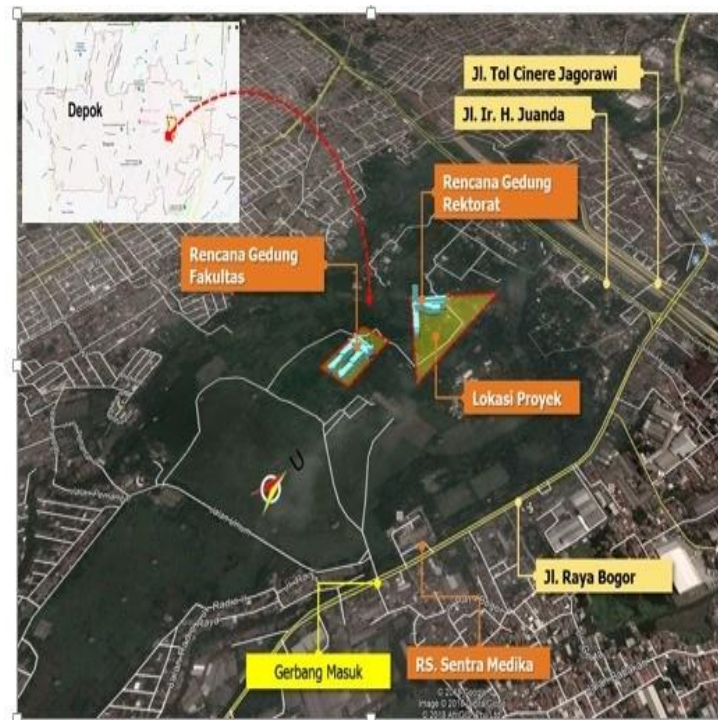 Depok
Jl. Tol Cinere Jagorawi
Jl. Ir. H. Juanda
Rencana Gedung
Rektorat
Rencana Gedung
Fakultas
Lokasi Proyek
U
Jl. Raya Bogor
Gerbang Masuk
RS. Sentra Medika